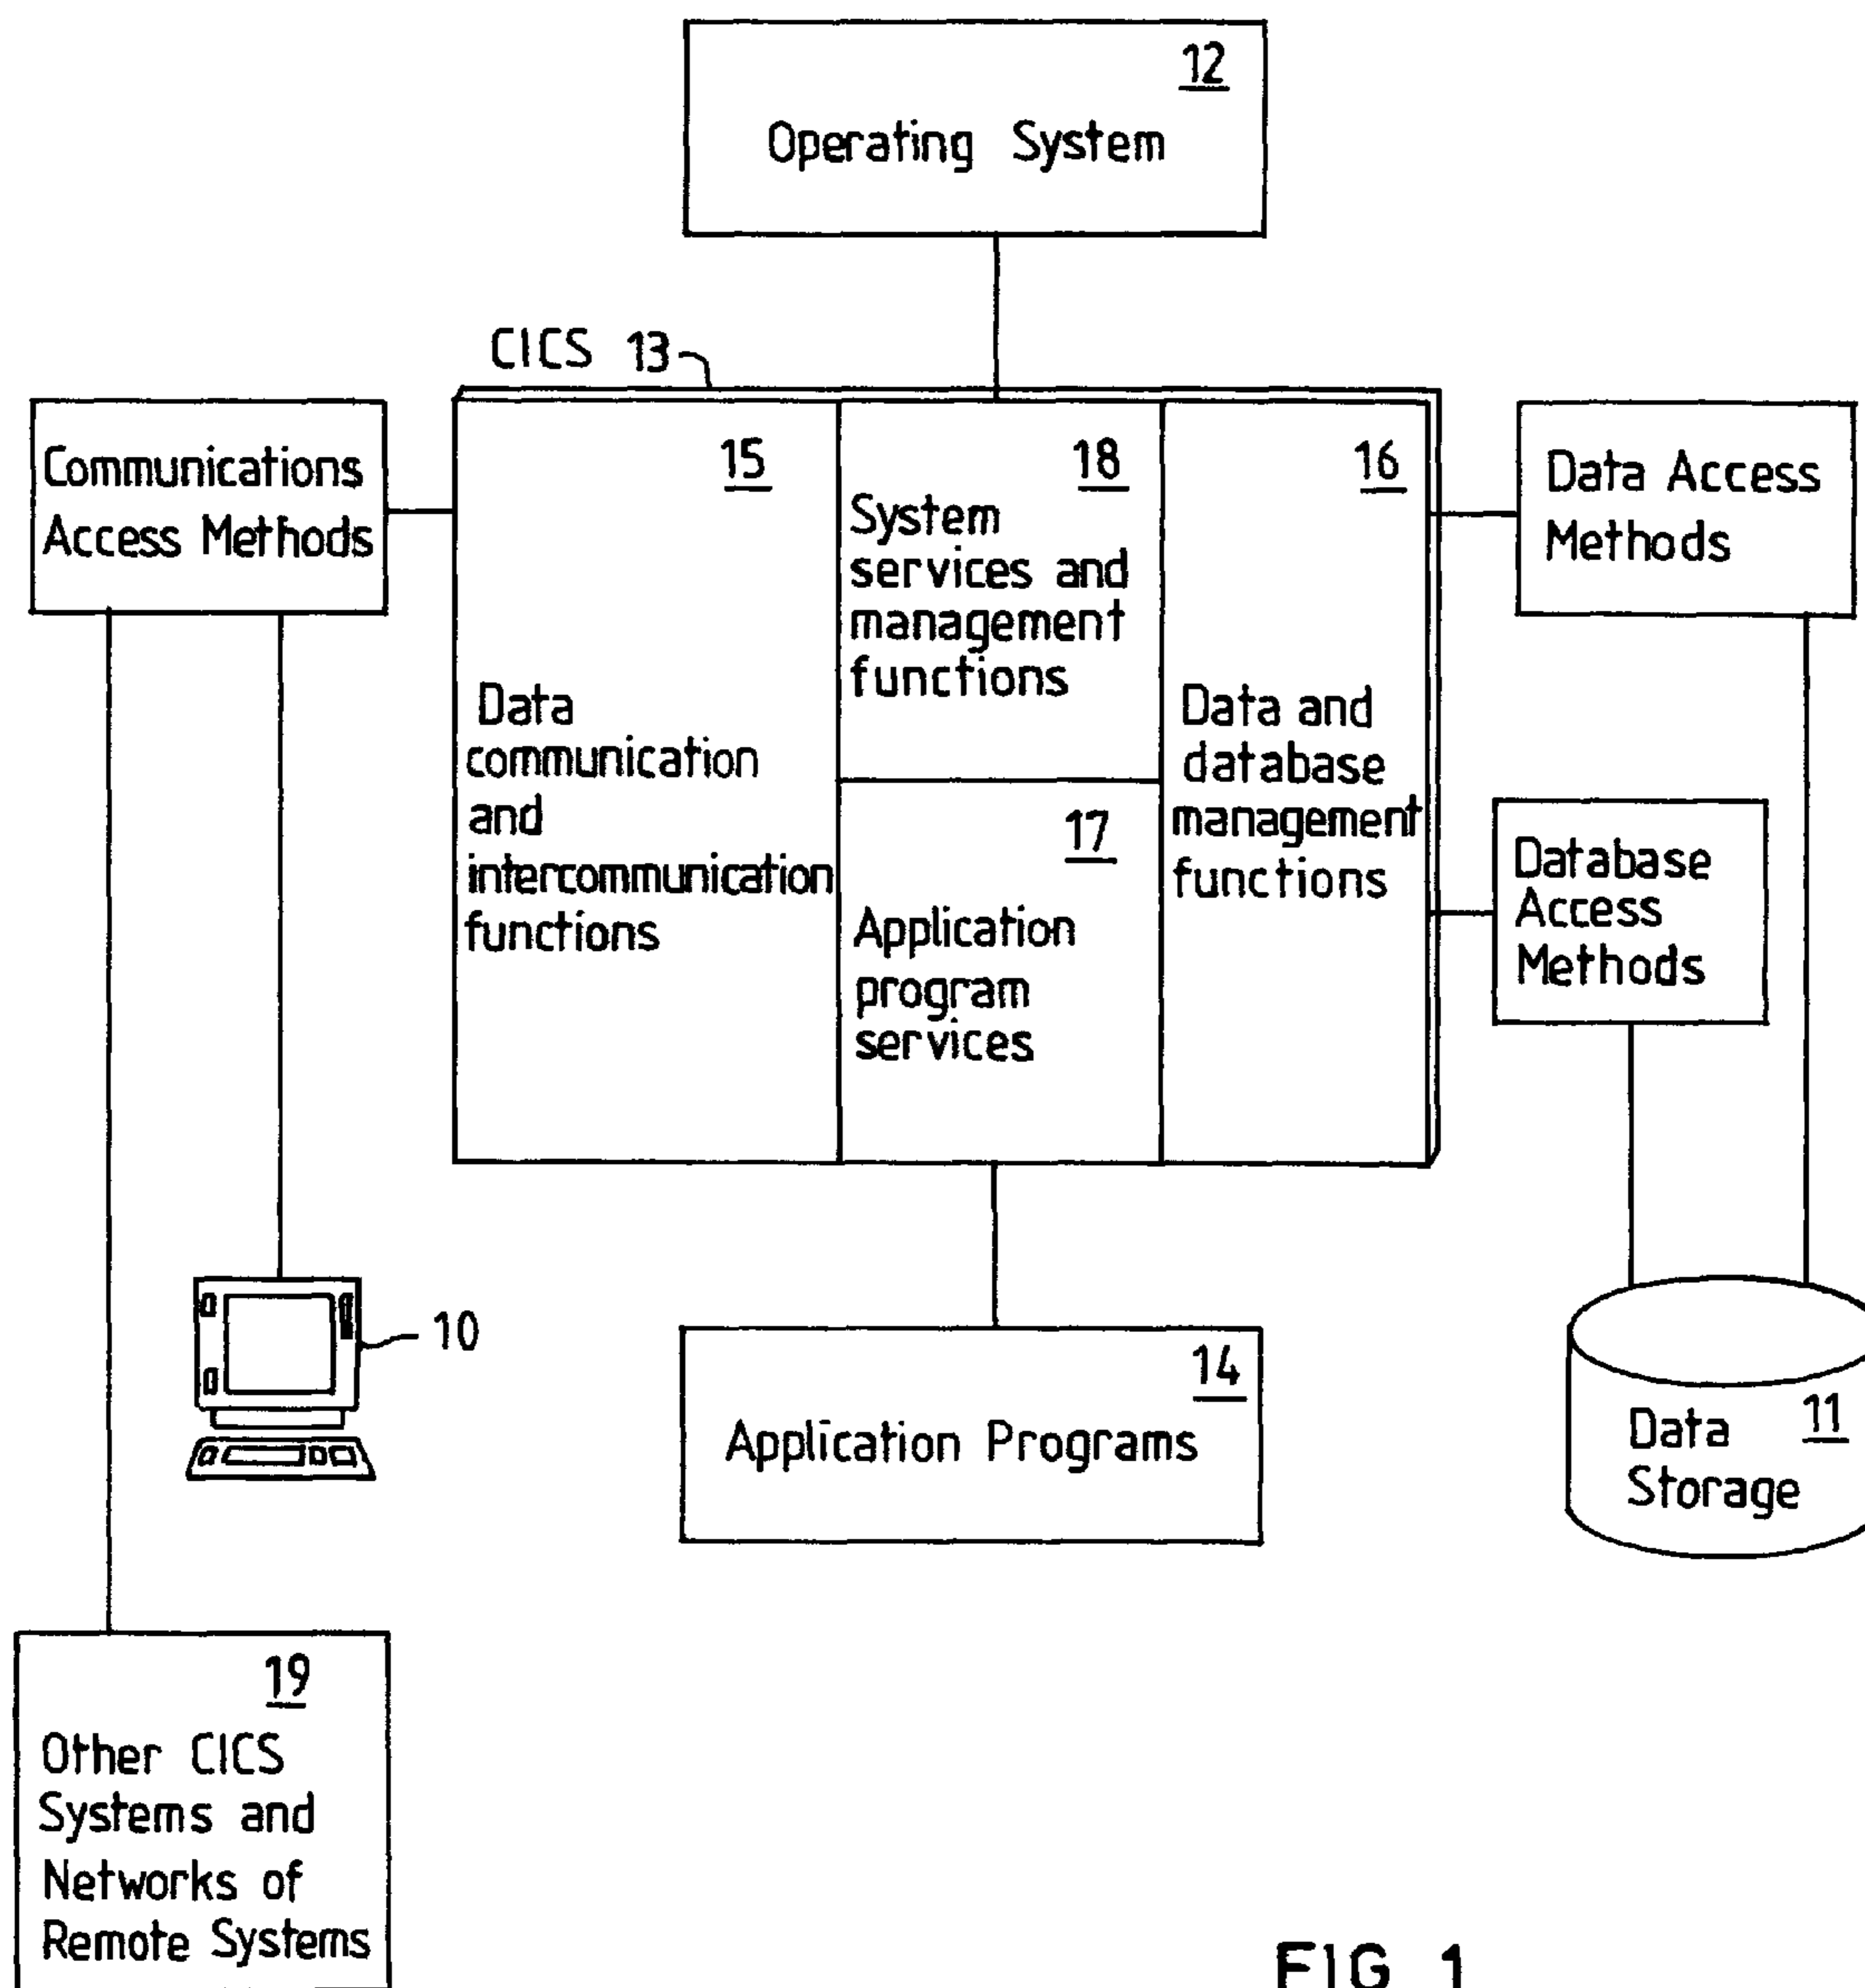 12
Operating System
CICS 13
Communications
Access Methods
15
Data
communication
and
intercommunication
functions
18
System
services and
management
functions
17
Application
program
services
16
Data and
database
management
functions
Data Access
Methods
Database
Access
Methods
10
14
Application Programs
11
Data
Storage
19
Other CICS
Systems and
Networks of
Remote Systems
FIG 1